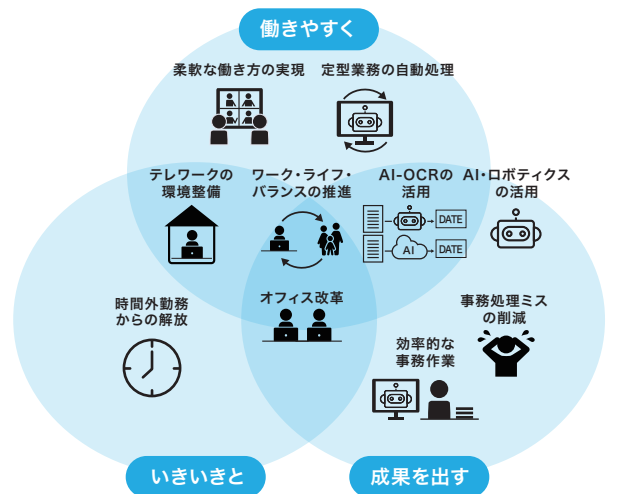 働きやすく
柔軟な働き方の実現
定型業務の自動処理
テレワークの
環境整備
ワーク・ライフ・
バランスの推進
AI-OCRの
活用
AI・ロボティクス
の活用
DATE
AI
DATE
時間外勤務
からの解放
オフィス改革
事務処理ミス
の削減
効率的な
事務作業
いきいきと
成果を出す